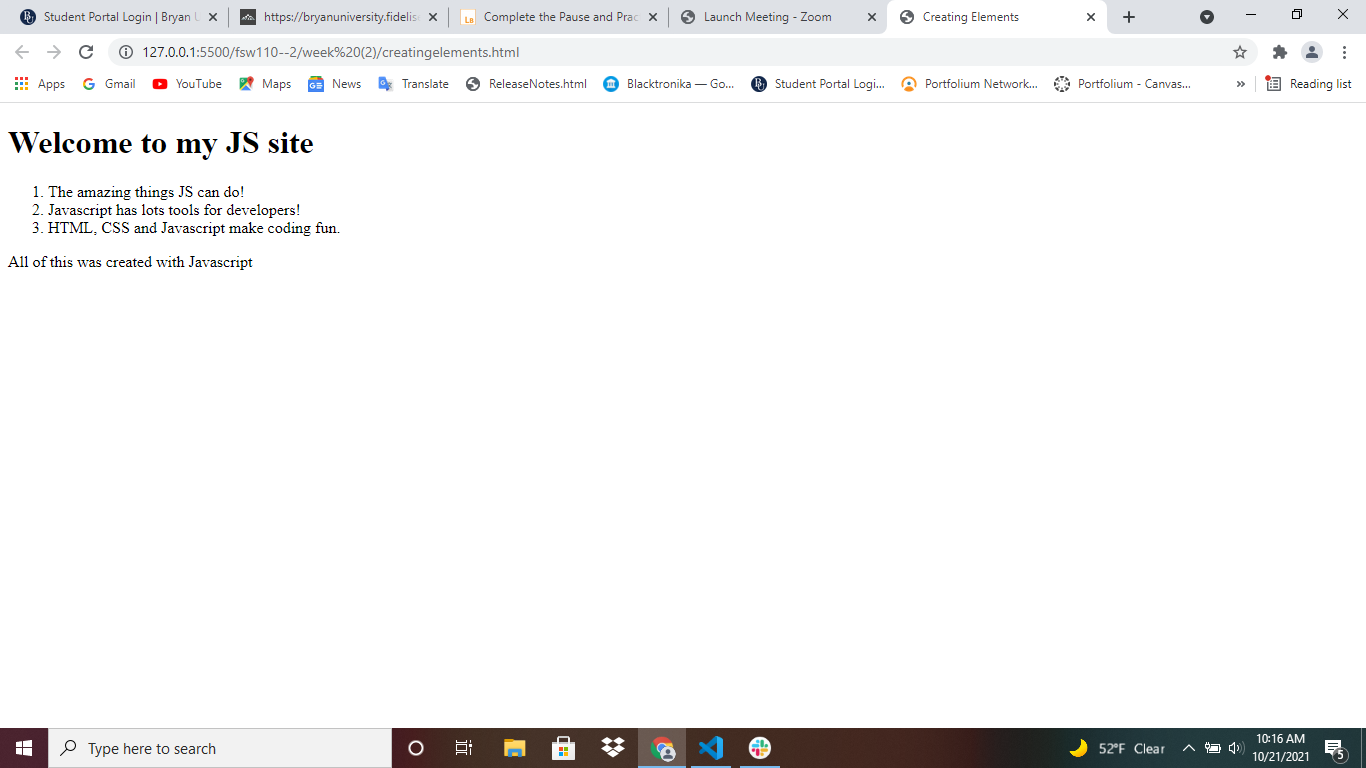 Student Portal Login | Bryan U
https://bryanuniversity.fidelis
Complete the Pause and Prac
Launch Meeting - Zoom
Creating Elements
127.0.0.1:5500/fsw110--2/week%20(2)/creatingelements.html
Apps
Gmail
YouTube
Maps
News
Translate
ReleaseNotes.html
Blacktronika — Go...
Student Portal Logi...
Portfolium Network...
Portfolium - Canvas...
»
Reading list
Welcome to my JS site
1. The amazing things JS can do!
2. Javascript has lots tools for developers!
3. HTML, CSS and Javascript make coding fun.
All of this was created with Javascript
Type here to search
52°F Clear
10:16 AM
10/21/2021
5